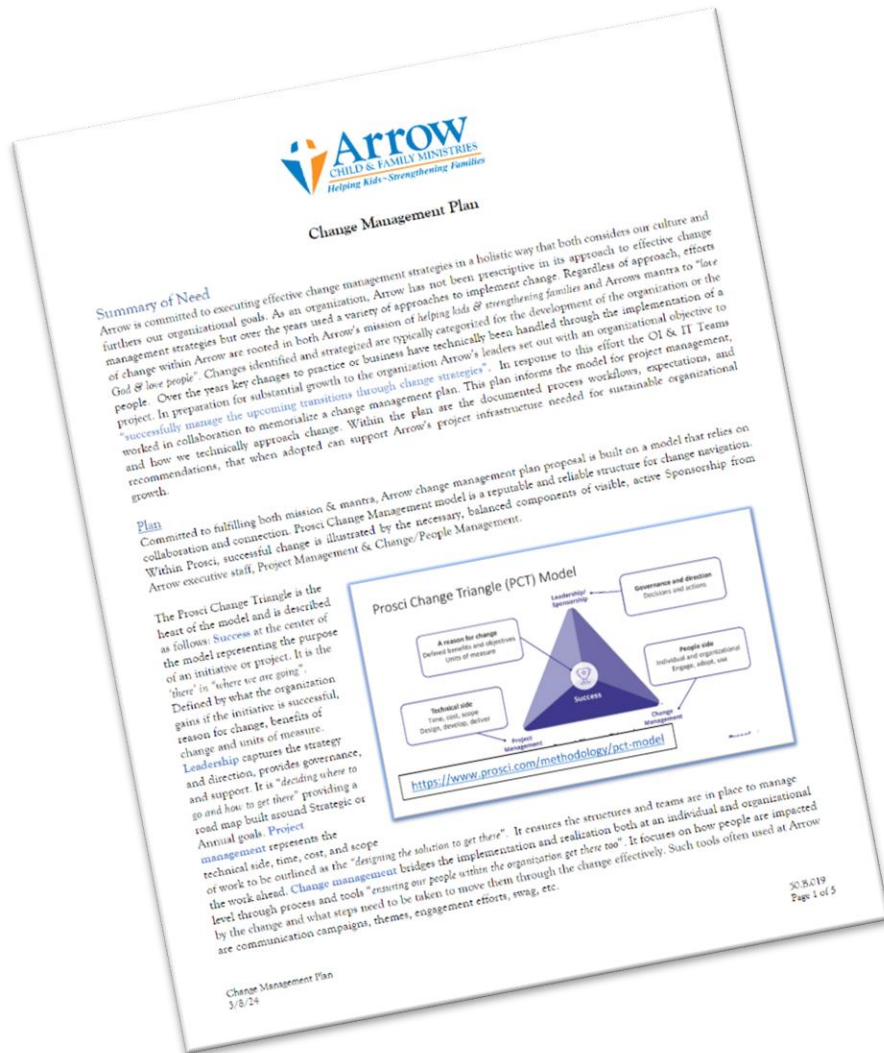 Arrow
CHILD & FAMILY MINISTRIES
Helping Kids~Strengthening Families
Change Management Plan
Summary of Need
Arrow is committed to executing effective change management strategies in a holistic way that both considers our culture and
furthers our organizational goals. As an organization, Arrow has not been prescriptive in its approach to effective change
management strategies but over the years used a variety of approaches to implement change. Regardless of approach, efforts
of change within Arrow are rooted in both Arrow's mission of helping kids & strengthening families and Arrows mantra to "love
God & love people". Changes identified and strategized are typically categorized for the development of the organization or the
people. Over the years key changes to practice or business have technically been handled through the implementation of a
project. In preparation for substantial growth to the organization Arrow's leaders set out with an organizational objective to
"successfully manage the upcoming transitions through change strategies". In response to this effort the OI & IT Teams
worked in collaboration to memorialize a change management plan. This plan informs the model for project management,
and how we technically approach change. Within the plan are the documented process workflows, expectations, and
recommendations, that when adopted can support Arrow's project infrastructure needed for sustainable organizational
growth.
Plan
Committed to fulfilling both mission & mantra, Arrow change management plan proposal is built on a model that relies on
collaboration and connection. Prosci Change Management model is a reputable and reliable structure for change navigation.
Within Prosci, successful change is illustrated by the necessary, balanced components of visible, active Sponsorship from
Arrow executive staff, Project Management & Change/People Management.
The Prosci Change Triangle is the
heart of the model and is described
as follows: Success at the center of
the model representing the purpose
of an initiative or project. It is the
'there' in "where we are going".
Defined by what the organization
gains if the initiative is successful,
reason for change, benefits of
change and units of measure.
Leadership captures the strategy
and direction, provides governance,
and support. It is "deciding where to
go and how to get there" providing a
road map built around Strategic or
Annual goals. Project
management represents the
technical side, time, cost, and scope
of work to be outlined as the "designing the solution to get there". It ensures the structures and teams are in place to manage
the work ahead. Change management bridges the implementation and realization both at an individual and organizational
level through process and tools "ensuring our people within the organization get there too". It focuses on how people are impacted
by the change and what steps need to be taken to move them through the change effectively. Such tools often used at Arrow
are communication campaigns, themes, engagement efforts, swag, etc.
Prosci Change Triangle (PCT) Model
Leadership/
Sponsorship
Governance and direction
Decisions and actions
A reason for change
Defined benefits and objectives
Units of measure
People side
Individual and organizational
Engage, adopt, use
Success
Technical side
Time, cost, scope
Design, develop, deliver
Project
Management
Change
Management
https://www.prosci.com/methodology/pct-model
Change Management Plan
3/8/24
50.B.019
Page 1 of 5